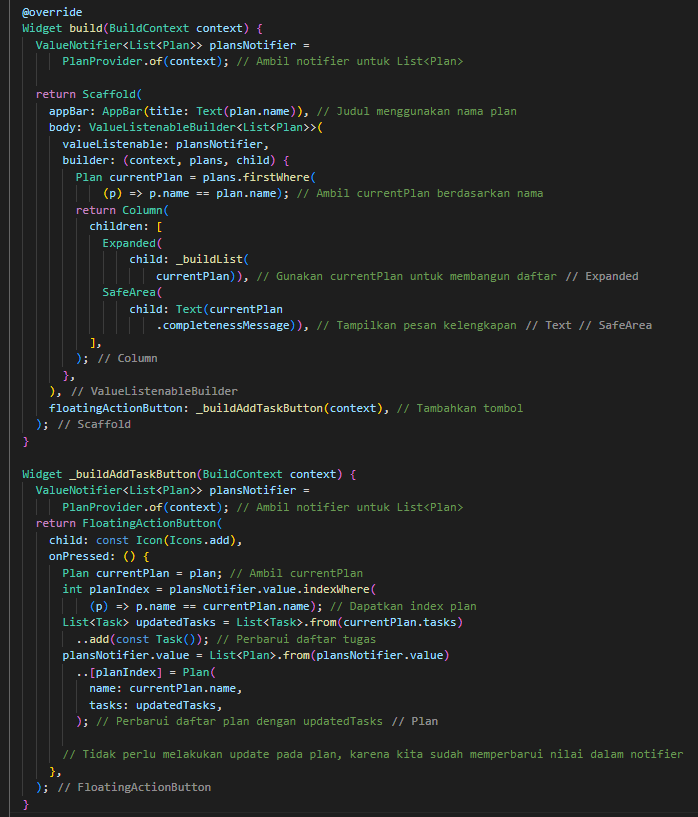 @override
Widget build(BuildContext context) {
ValueNotifier<List<Plan>> plansNotifier =
PlanProvider.of(context); // Ambil notifier untuk List<Plan>
return Scaffold(
appBar: AppBar(title: Text(plan.name)), // Judul menggunakan nama plan
body: ValueListenableBuilder<List<Plan>>(
valueListenable: plansNotifier,
builder: (context, plans, child) {
Plan currentPlan = plans.firstWhere(
(p) => p.name == plan.name); // Ambil currentPlan berdasarkan nama
return Column(
children: [
Expanded(
child: _buildList(
currentPlan)), // Gunakan currentPlan untuk membangun daftar // Expanded
SafeArea(
child: Text(currentPlan
.completenessMessage)), // Tampilkan pesan kelengkapan // Text // SafeArea
],
); // Column
},
), // ValueListenableBuilder
floatingActionButton: _buildAddTaskButton(context), // Tambahkan tombol
); // Scaffold
}
Widget _buildAddTaskButton(BuildContext context) {
ValueNotifier<List<Plan>> plansNotifier =
PlanProvider.of(context); // Ambil notifier untuk List<Plan>
return FloatingActionButton(
child: const Icon(Icons.add),
onPressed: () {
Plan currentPlan = plan; // Ambil currentPlan
int planIndex = plansNotifier.value.indexWhere(
(p) => p.name == currentPlan.name); // Dapatkan index plan
List<Task> updatedTasks = List<Task>.from(currentPlan.tasks)
..add(const Task()); // Perbarui daftar tugas
plansNotifier.value = List<Plan>.from(plansNotifier.value)
..[planIndex] = Plan(
name: currentPlan.name,
tasks: updatedTasks,
); // Perbarui daftar plan dengan updatedTasks // Plan
// Tidak perlu melakukan update pada plan, karena kita sudah memperbarui nilai dalam notifier
},
); // FloatingActionButton
}